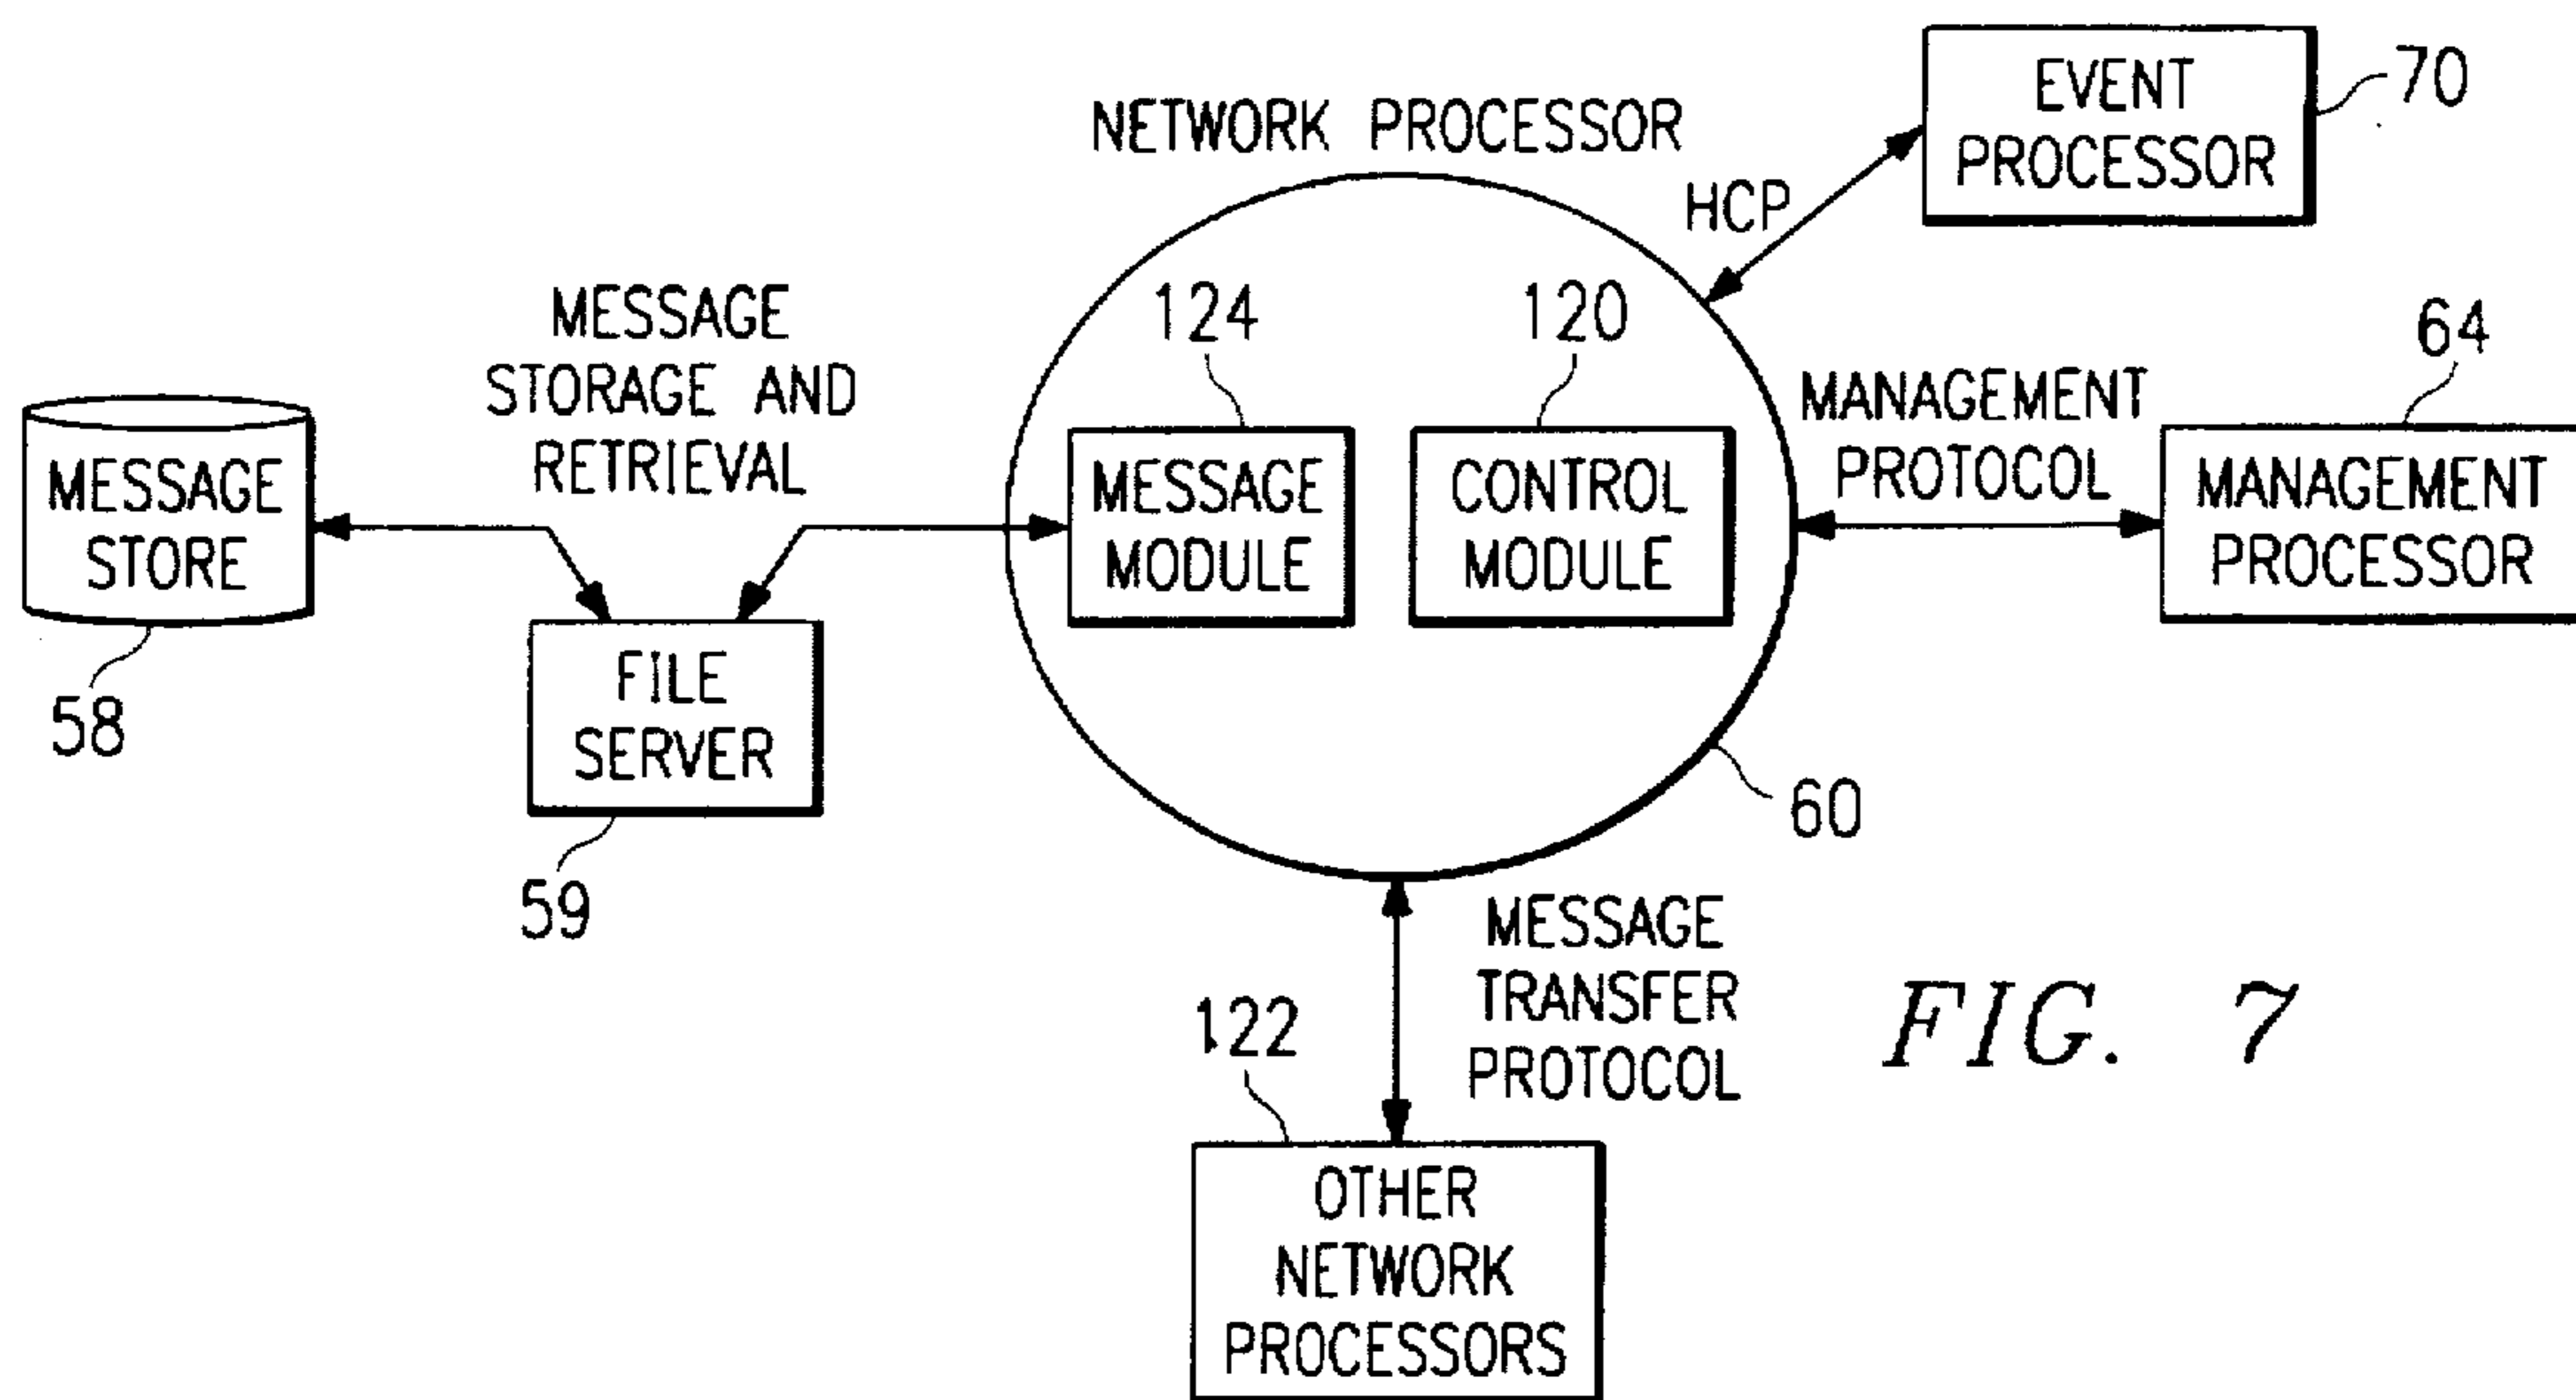 EVENT
PROCESSOR
70
NETWORK PROCESSOR
HCP
MESSAGE
STORAGE AND
RETRIEVAL
124
120
64
MANAGEMENT
PROTOCOL
MESSAGE
STORE
MESSAGE
MODULE
CONTROL
MODULE
MANAGEMENT
PROCESSOR
58
FILE
SERVER
59
60
MESSAGE
TRANSFER
PROTOCOL
122
OTHER
NETWORK
PROCESSORS
FIG. 7